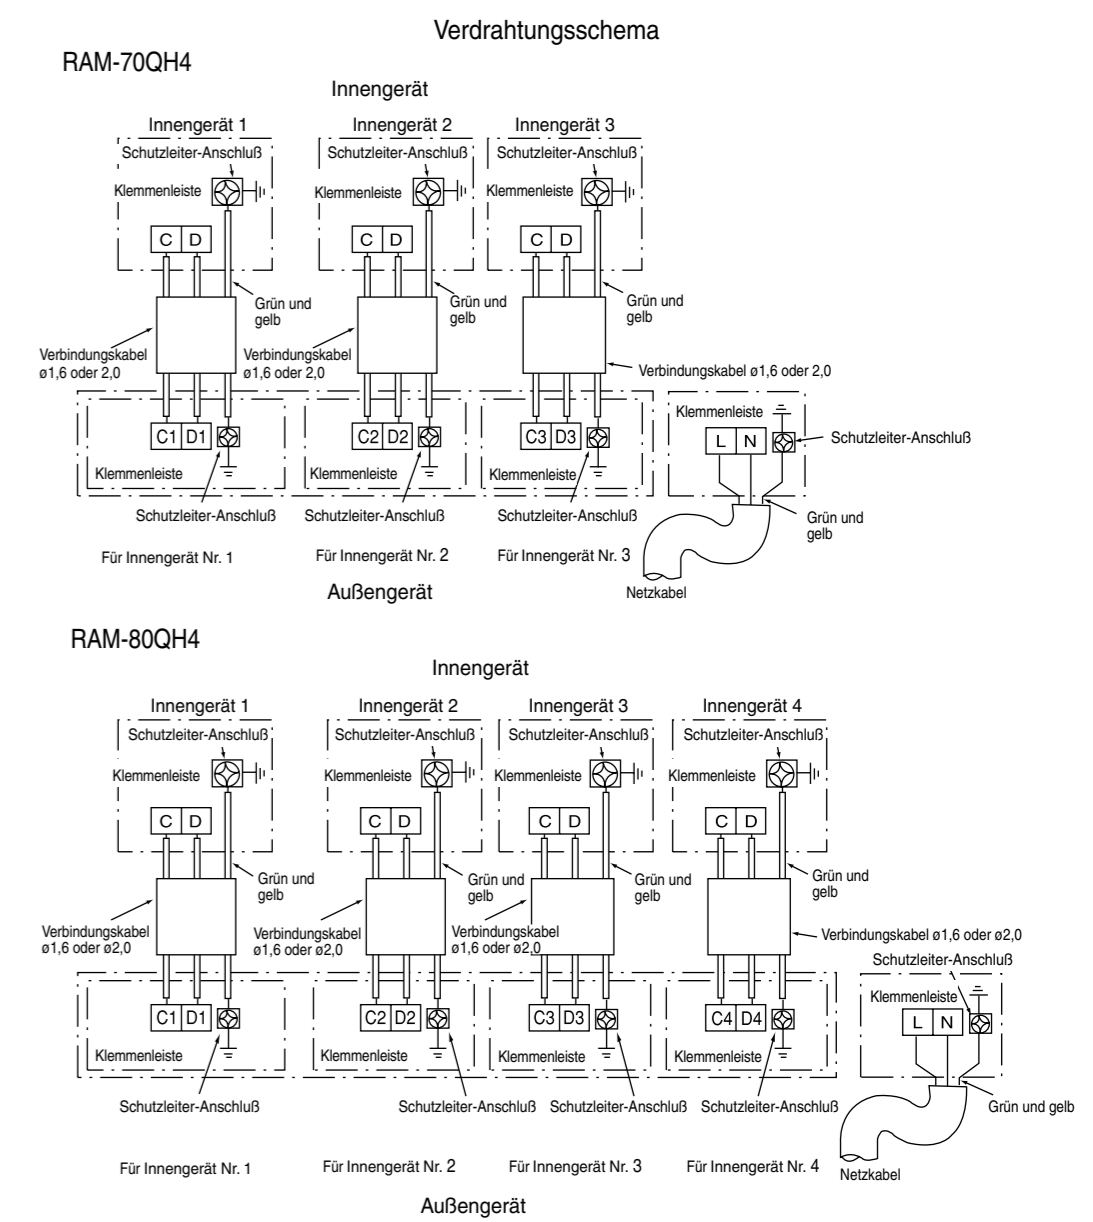 Verdrahtungsschema
RAM-70QH4
Innengerät
Innengerät 1
Innengerät 2
Innengerät 3
Schutzleiter-Anschluß
Schutzleiter-Anschluß
Schutzleiter-Anschluß
Klemmenleiste
Klemmenleiste
Klemmenleiste
C D
C D
C D
Grün und
gelb
Grün und
gelb
Grün und
gelb
Verbindungskabel
ø1,6 oder 2,0
Verbindungskabel
ø1,6 oder 2,0
Verbindungskabel ø1,6 oder 2,0
C1 D1
C2 D2
C3 D3
Klemmenleiste
Klemmenleiste
Klemmenleiste
Klemmenleiste
L N
Schutzleiter-Anschluß
Schutzleiter-Anschluß
Schutzleiter-Anschluß
Schutzleiter-Anschluß
Grün und
gelb
Für Innengerät Nr. 1
Für Innengerät Nr. 2
Für Innengerät Nr. 3
Netzkabel
Außengerät
RAM-80QH4
Innengerät
Innengerät 1
Innengerät 2
Innengerät 3
Innengerät 4
Schutzleiter-Anschluß
Schutzleiter-Anschluß
Schutzleiter-Anschluß
Schutzleiter-Anschluß
Klemmenleiste
Klemmenleiste
Klemmenleiste
Klemmenleiste
C D
C D
C D
C D
Grün und
gelb
Grün und
gelb
Grün und
gelb
Grün und
gelb
Verbindungskabel
ø1,6 oder ø2,0
Verbindungskabel
ø1,6 oder ø2,0
Verbindungskabel
ø1,6 oder ø2,0
Verbindungskabel ø1,6 oder ø2,0
Schutzleiter-Anschluß
Klemmenleiste
L N
C1 D1
C2 D2
C3 D3
C4 D4
Klemmenleiste
Klemmenleiste
Klemmenleiste
Klemmenleiste
Schutzleiter-Anschluß
Schutzleiter-Anschluß
Schutzleiter-Anschluß
Schutzleiter-Anschluß
Grün und gelb
Für Innengerät Nr. 1
Für Innengerät Nr. 2
Für Innengerät Nr. 3
Für Innengerät Nr. 4
Netzkabel
Außengerät